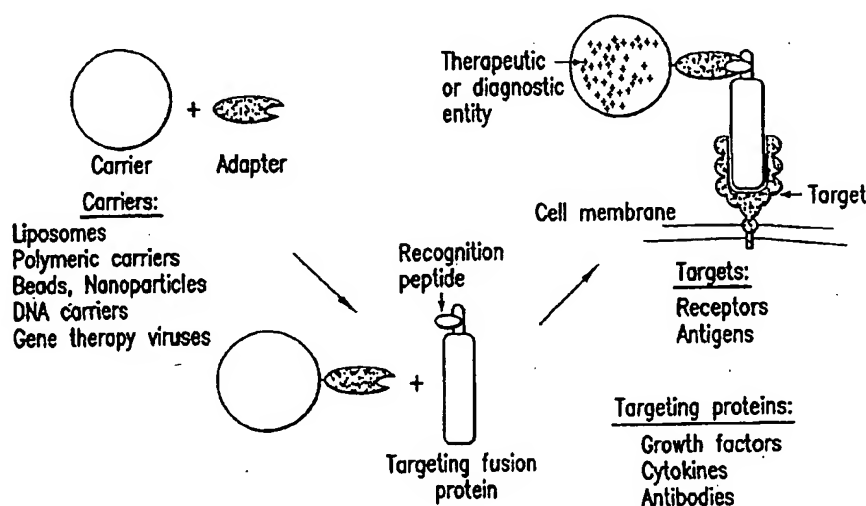 Carrier
+
Adapter
Carriers:
Liposomes
Polymeric carriers
Beads, Nanoparticles
DNA carriers
Gene therapy viruses
Recognition
peptide
+
Targeting fusion
protein
Therapeutic
or diagnostic
entity
Target
Cell membrane
Targets:
Receptors
Antigens
Targeting proteins:
Growth factors
Cytokines
Antibodies